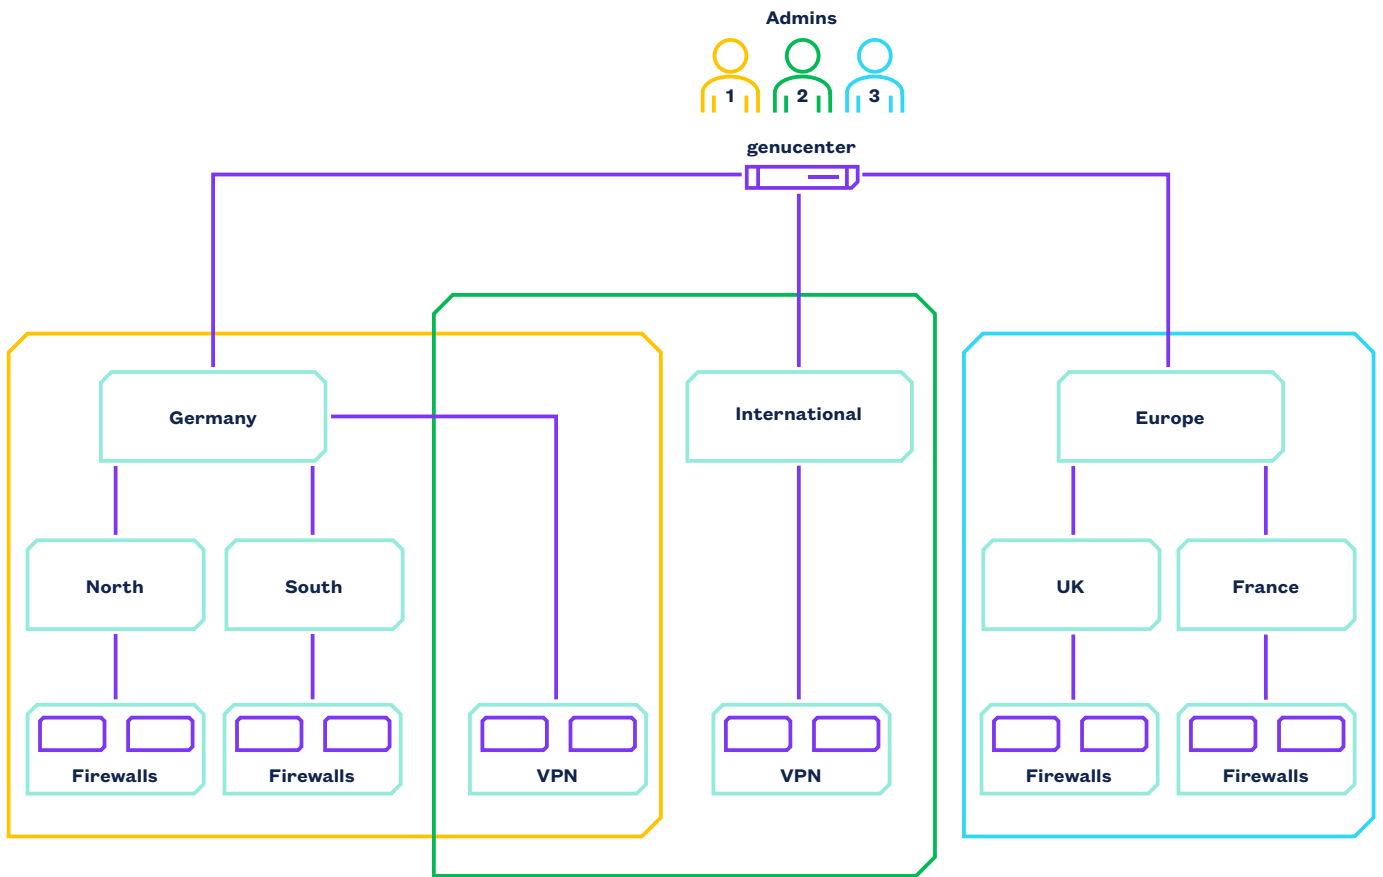 Admins
1 2 3
genucenter
Germany
International
Europe
North
South
UK
France
Firewalls
Firewalls
VPN
VPN
Firewalls
Firewalls